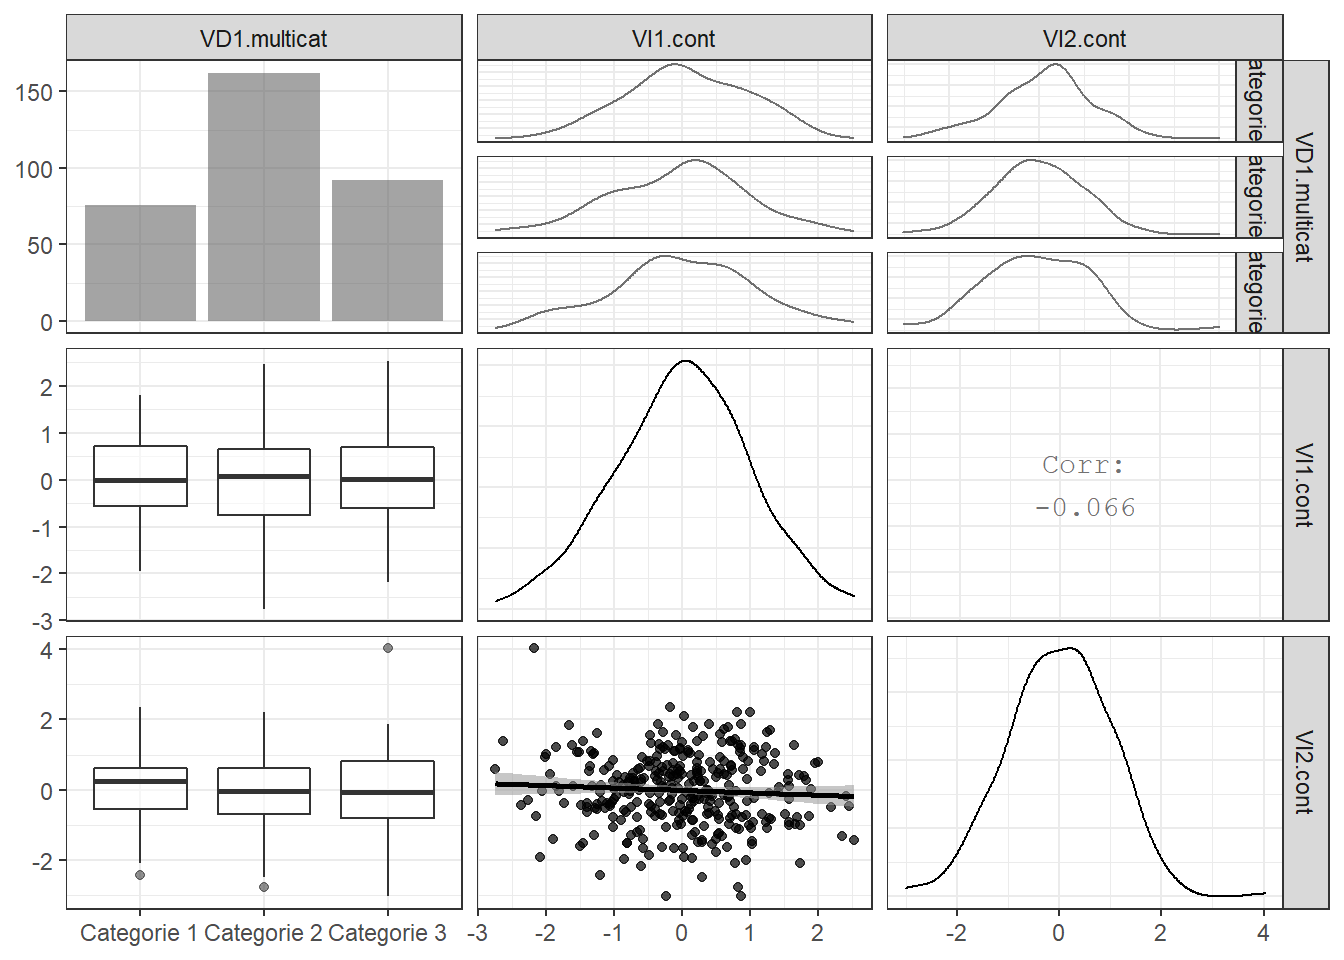 VD1.multicat VI1.cont VI2.cont
150
100
50
0
ategorie
ategorie
ategorie
VD1.multicat
2
1
0
-1
-2
-3
Corr:
-0.066
VI1.cont
4
2
0
-2
VI2.cont
Categorie 1 Categorie 2 Categorie 3
-3 -2 -1 0 1 2
-2 0 2 4